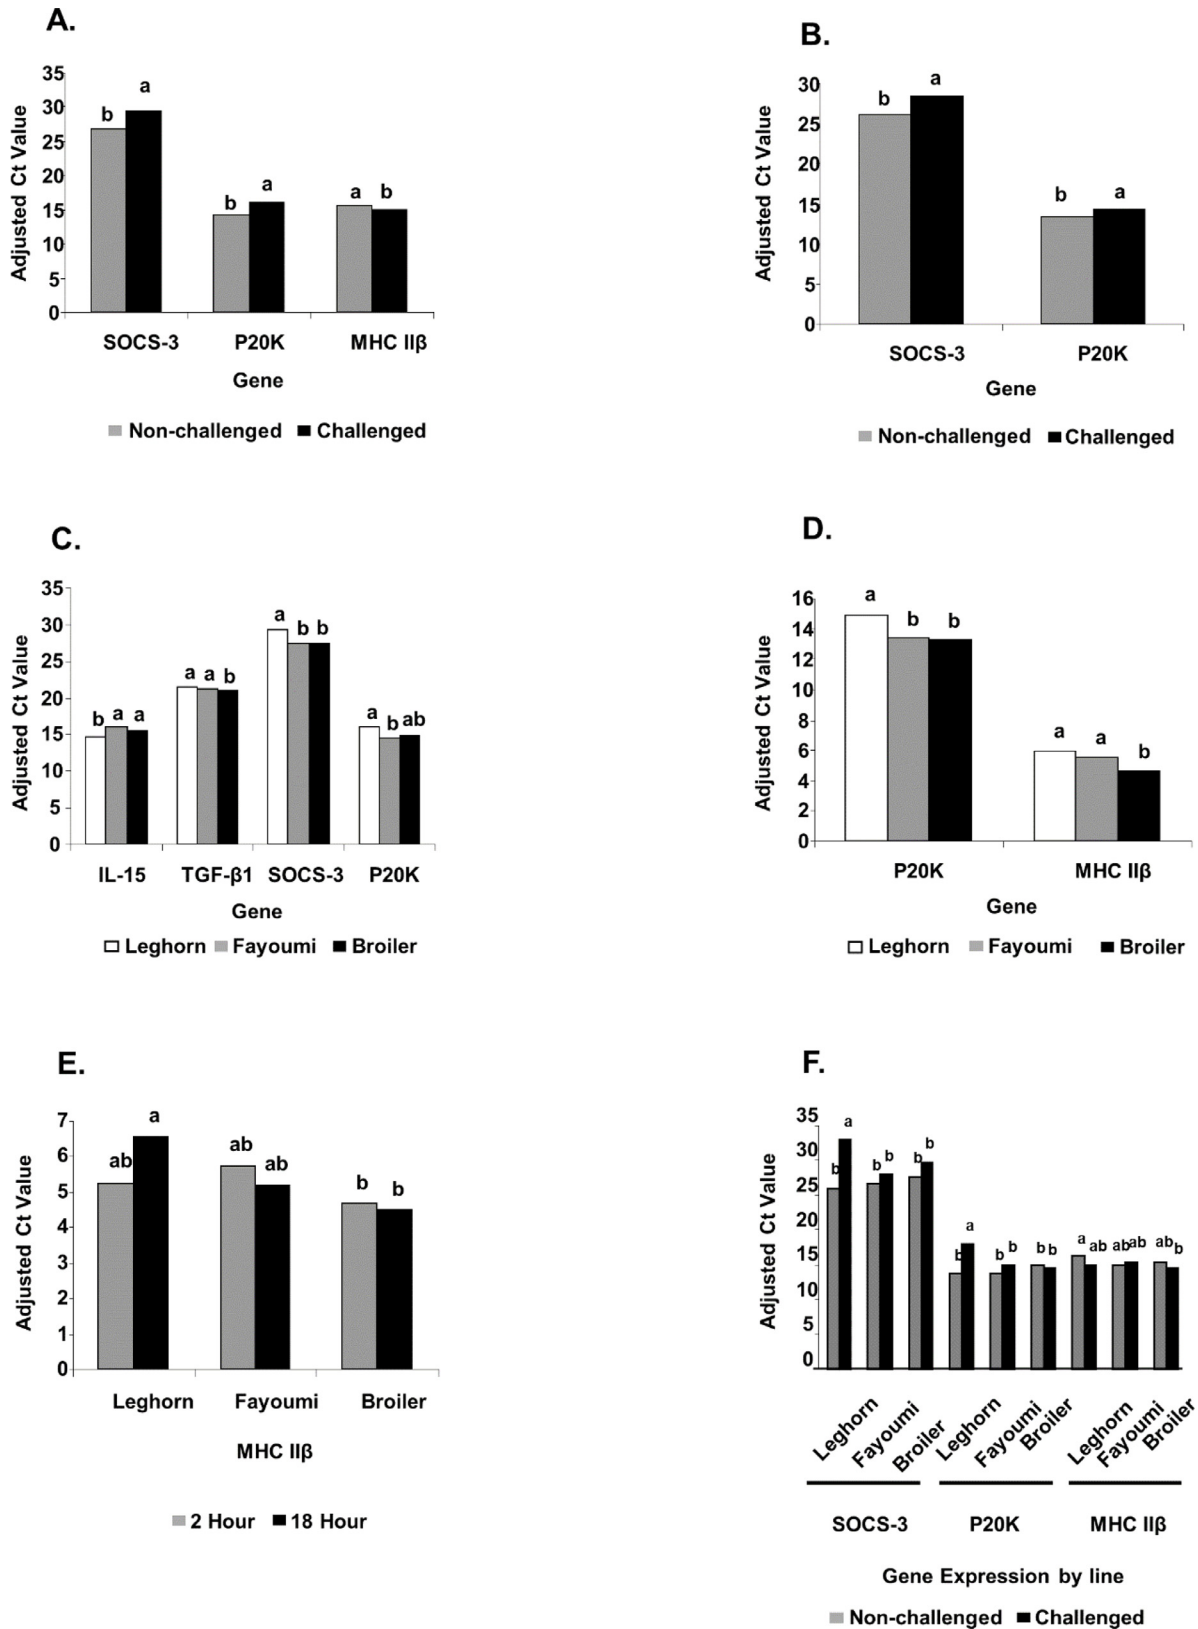 A.
Adjusted Ct Value
35
30
25
20
15
10
5
0
b a b a a b
SOCS-3 P20K MHC IIβ
Gene
Non-challenged Challenged
B.
Adjusted Ct Value
30
25
20
15
10
5
0
b a b a
SOCS-3 P20K
Gene
Non-challenged Challenged
C.
Adjusted Ct Value
35
30
25
20
15
10
5
0
b a a a a b a b b a b ab
IL-15 TGF-β1 SOCS-3 P20K
Gene
Leghorn Fayoumi Broiler
D.
Adjusted Ct Value
16
14
12
10
8
6
4
2
0
a b b a a b
P20K MHC IIβ
Gene
Leghorn Fayoumi Broiler
E.
Adjusted Ct Value
7
6
5
4
3
2
1
0
ab a ab ab b b
Leghorn Fayoumi Broiler
MHC IIβ
2 Hour 18 Hour
F.
Adjusted Ct Value
35
30
25
20
15
10
5
0
b a b b b b b a b b b b a ab ab ab ab b
Leghorn Fayoumi Broiler Leghorn Fayoumi Broiler Leghorn Fayoumi Broiler
SOCS-3 P20K MHC IIβ
Gene Expression by line
Non-challenged Challenged